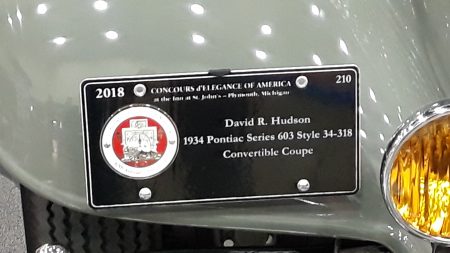 2018 CONCOURS d'ELEGANCE OF AMERICA 210
at the Inn at St. John's – Plymouth, Michigan
David R. Hudson
1934 Pontiac Series 603 Style 34-318
Convertible Coupe